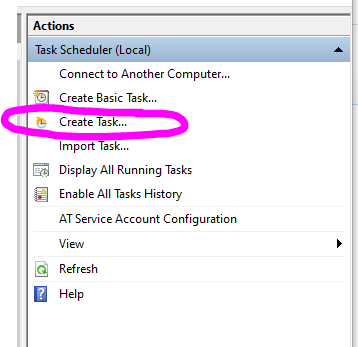 Actions
Task Scheduler (Local)
Connect to Another Computer...
Create Basic Task...
Create Task...
Import Task...
Display All Running Tasks
Enable All Tasks History
AT Service Account Configuration
View
Refresh
Help